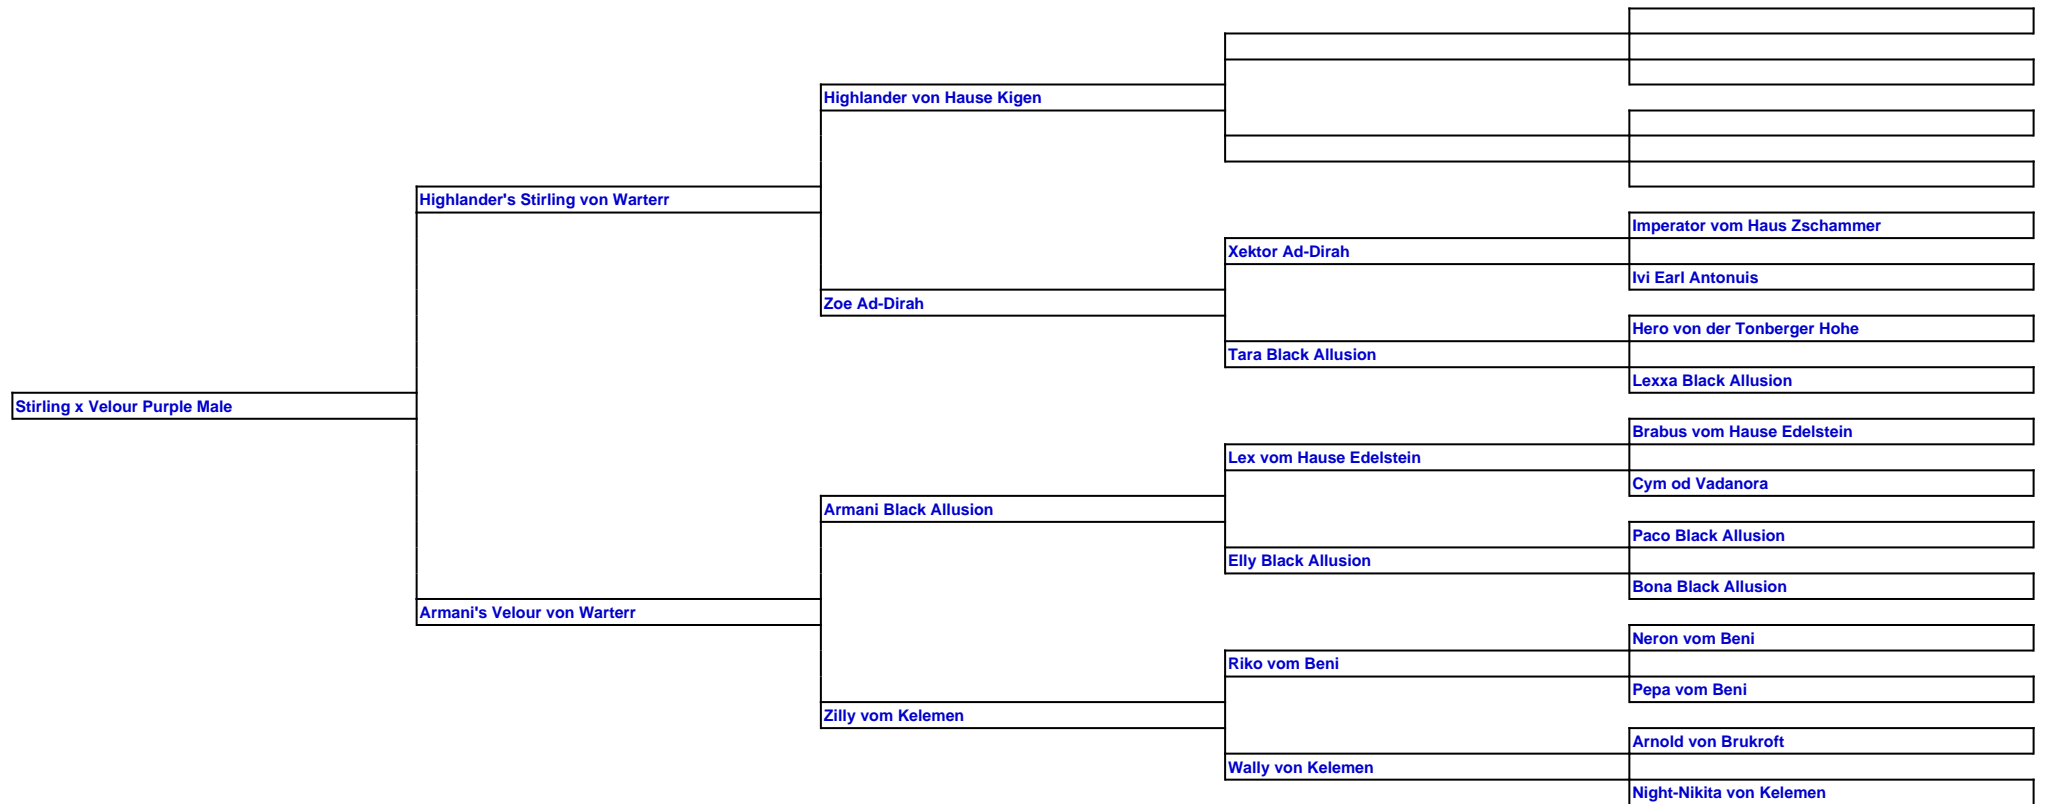 Highlander von Hause Kigen
Highlander's Stirling von Warterr
Imperator vom Haus Zschammer
Xektor Ad-Dirah
Ivi Earl Antonuis
Zoe Ad-Dirah
Hero von der Tonberger Hohe
Tara Black Allusion
Lexxa Black Allusion
Stirling x Velour Purple Male
Brabus vom Hause Edelstein
Lex vom Hause Edelstein
Cym od Vadanora
Armani Black Allusion
Paco Black Allusion
Elly Black Allusion
Bona Black Allusion
Armani's Velour von Warterr
Neron vom Beni
Riko vom Beni
Pepa vom Beni
Zilly vom Kelemen
Arnold von Brukroft
Wally von Kelemen
Night-Nikita von Kelemen